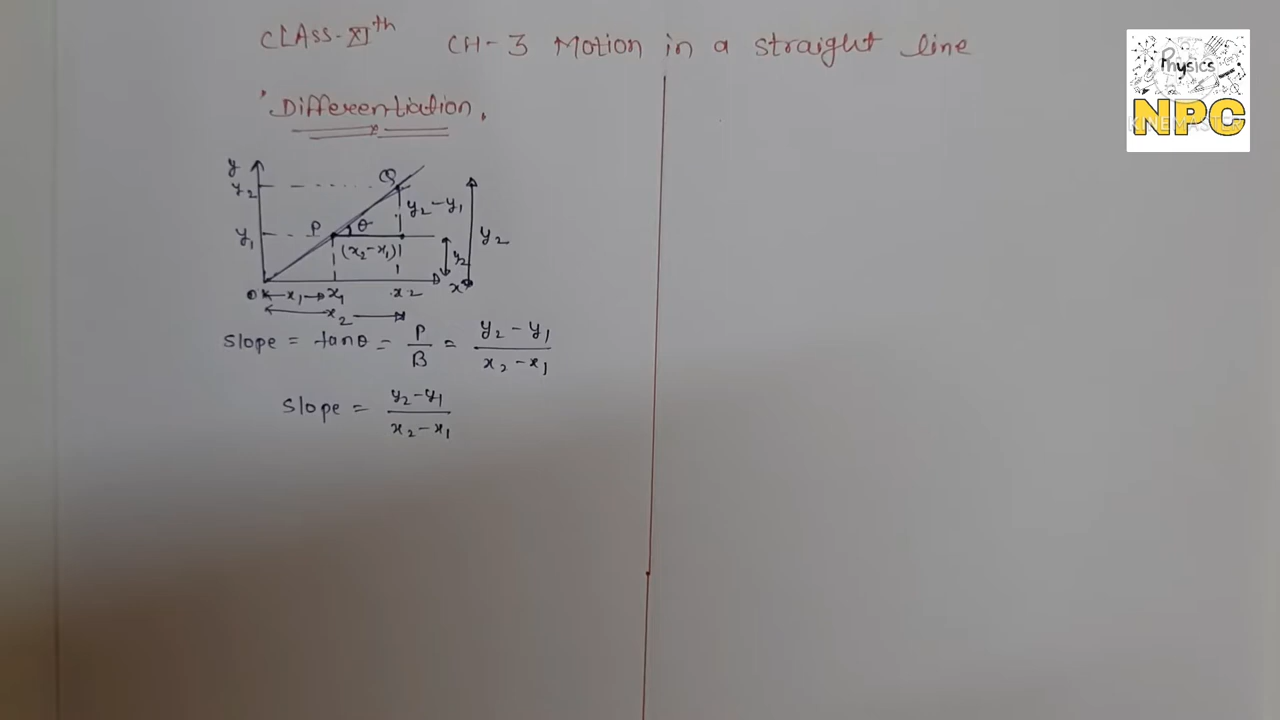 CLASS-XIth CH-3 Motion in a straight line
Physics
NPC
KINEMASTER
Differentiation.
y
y2
Q
y2-y1
y1
P
θ
y2
(x2-x1)
y2
O
x1
x1
x2
x
x2
Slope = tanθ = P/B = y2-y1/x2-x1
Slope = y2-y1/x2-x1